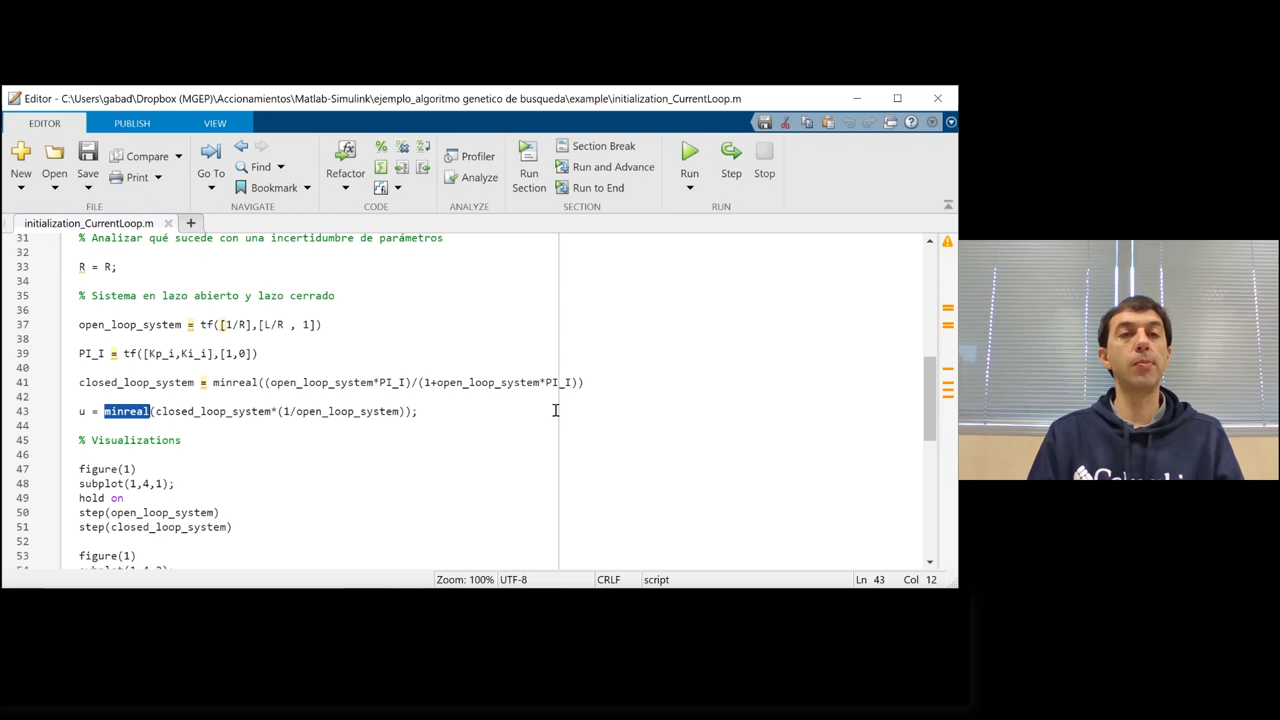 Editor - C:\Users\gabad\Dropbox (MGEP)\Accionamientos\Matlab-Simulink\ejemplo_algoritmo genetico de busqueda\example\initialization_CurrentLoop.m
EDITOR PUBLISH VIEW
New Open Save Compare Print
Go To Find Bookmark
Refactor
Profiler Analyze
Run Section
Section Break
Run and Advance
Run to End
Run Step Stop
FILE NAVIGATE CODE ANALYZE SECTION RUN
initialization_CurrentLoop.m
31 % Analizar qué sucede con una incertidumbre de parámetros
32
33 R = R;
34
35 % Sistema en lazo abierto y lazo cerrado
36
37 open_loop_system = tf([1/R],[L/R , 1])
38
39 PI_I = tf([Kp_i,Ki_i],[1,0])
40
41 closed_loop_system = minreal((open_loop_system*PI_I)/(1+open_loop_system*PI_I))
42
43 u = minreal(closed_loop_system*(1/open_loop_system));
44
45 % Visualizations
46
47 figure(1)
48 subplot(1,4,1);
49 hold on
50 step(open_loop_system)
51 step(closed_loop_system)
52
53 figure(1)
Zoom: 100% UTF-8 CRLF script Ln 43 Col 12